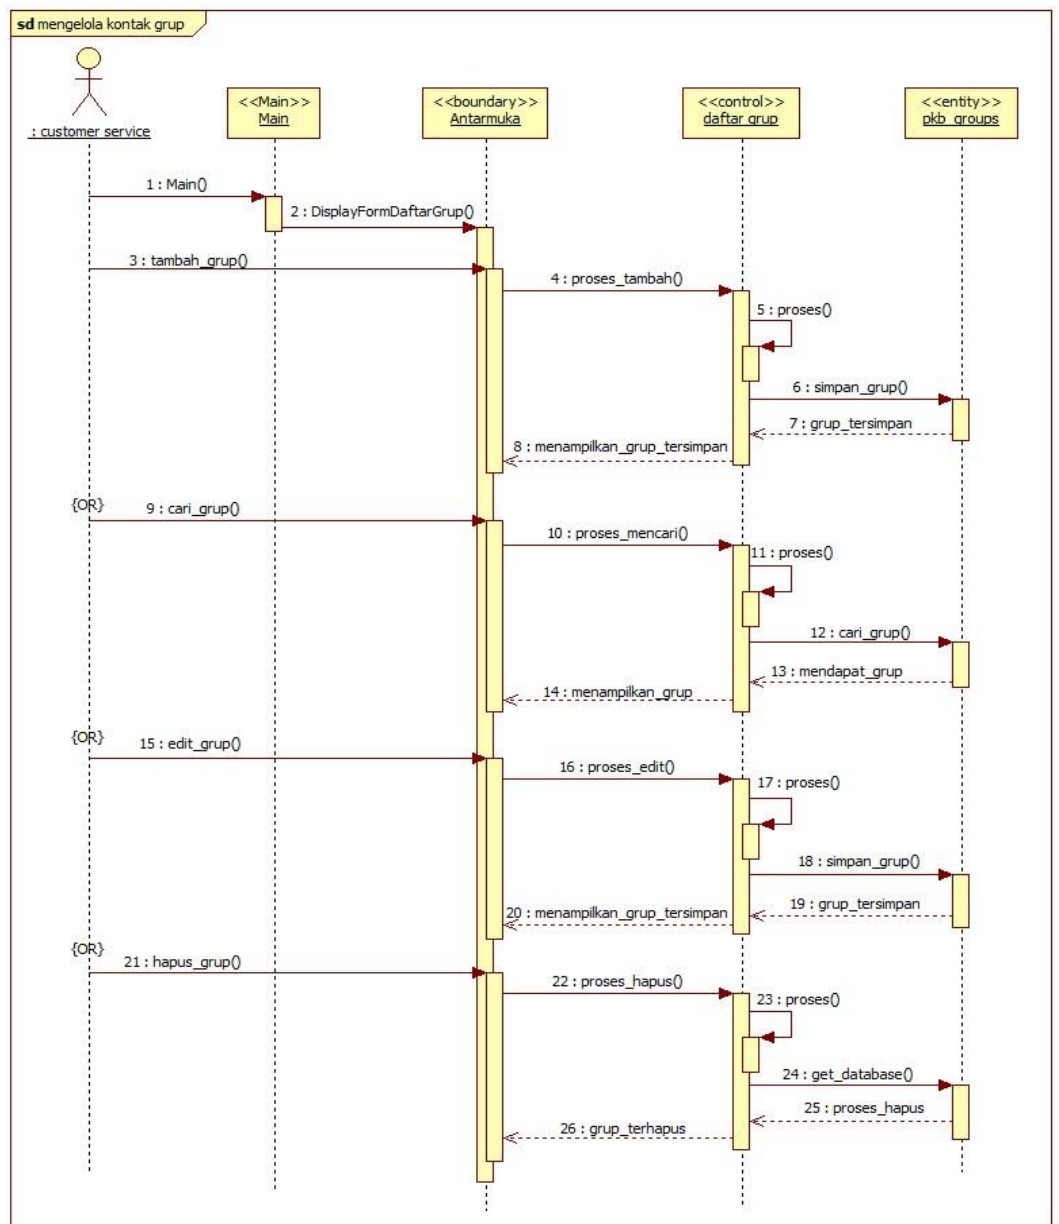 sd mengelola kontak grup
: customer service
<<Main>>
Main
<<boundary>>
Antarmuka
<<control>>
daftar grup
<<entity>>
pkb_groups
1 : Main()
2 : DisplayFormDaftarGrup()
3 : tambah_grup()
4 : proses_tambah()
5 : proses()
6 : simpan_grup()
7 : grup_tersimpan
8 : menampilkan_grup_tersimpan
{OR}
9 : cari_grup()
10 : proses_mencari()
11 : proses()
12 : cari_grup()
13 : mendapat_grup
14 : menampilkan_grup
{OR}
15 : edit_grup()
16 : proses_edit()
17 : proses()
18 : simpan_grup()
19 : grup_tersimpan
20 : menampilkan_grup_tersimpan
{OR}
21 : hapus_grup()
22 : proses_hapus()
23 : proses()
24 : get_database()
25 : proses_hapus
26 : grup_terhapus